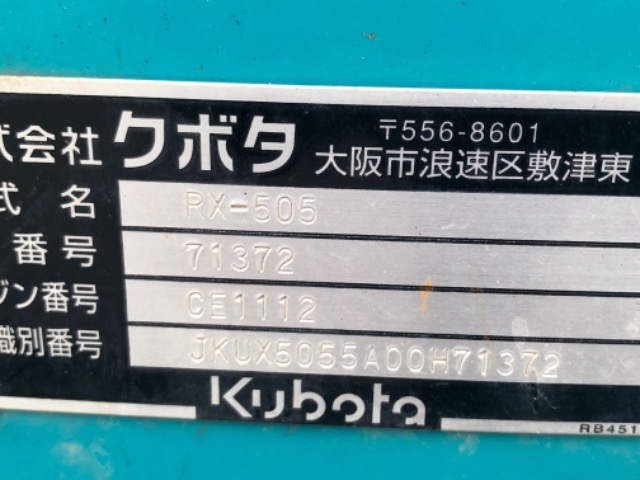 式会社クボタ 〒556-8601
大阪市浪速区敷津東
式名 RX-505
番号 71372
ジン番号 CE1112
識別番号 JKUX5055A00H71372
Kubota
RB451